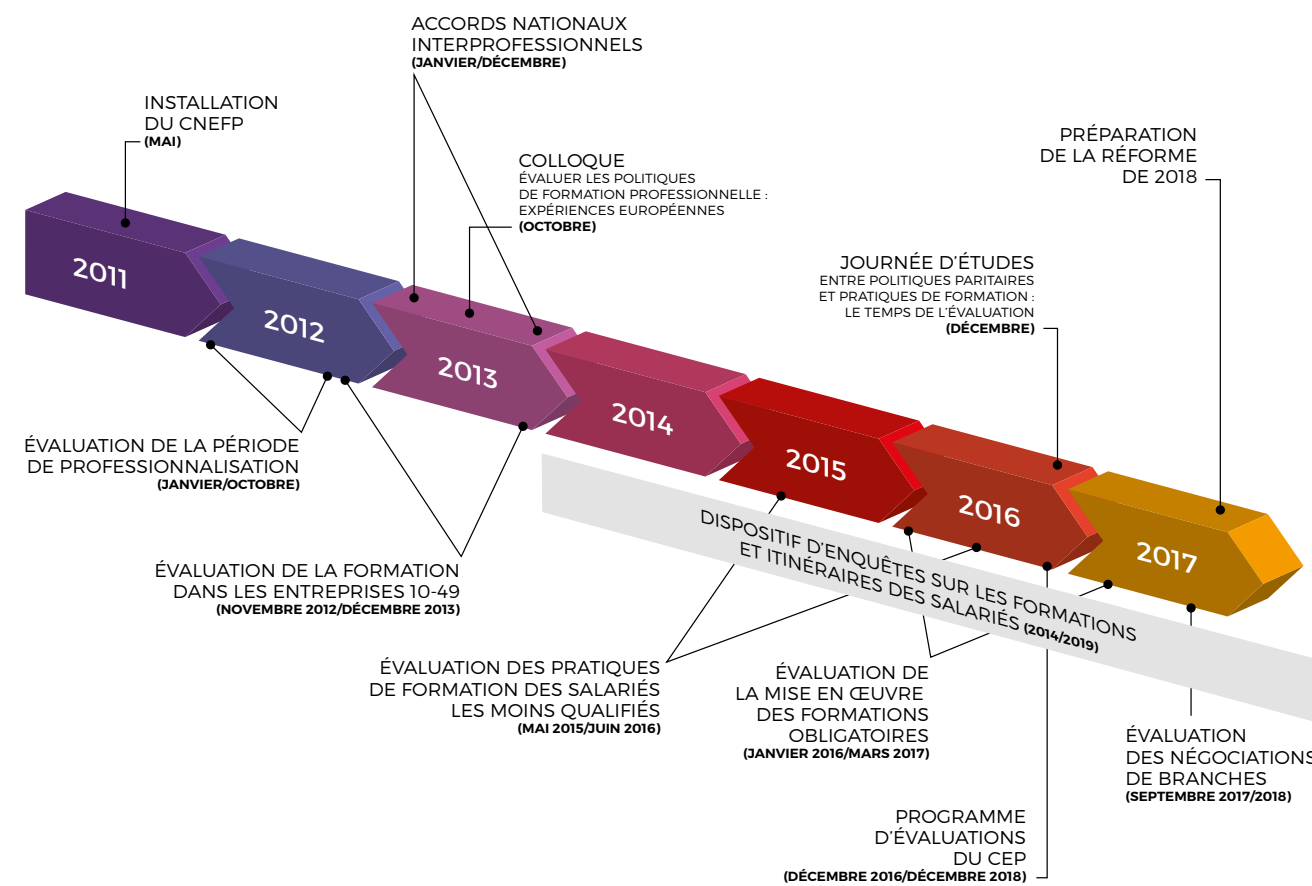 ACCORDS NATIONAUX
INTERPROFESSIONNELS
(JANVIER/DÉCEMBRE)
INSTALLATION
DU CNEFP
(MAI)
COLLOQUE
ÉVALUER LES POLITIQUES
DE FORMATION PROFESSIONNELLE :
EXPÉRIENCES EUROPÉENNES
(OCTOBRE)
PRÉPARATION
DE LA RÉFORME
DE 2018
JOURNÉE D'ÉTUDES
ENTRE POLITIQUES PARITAIRES
ET PRATIQUES DE FORMATION :
LE TEMPS DE L'ÉVALUATION
(DÉCEMBRE)
2011
2012
2013
2014
2015
2016
2017
ÉVALUATION DE LA PÉRIODE
DE PROFESSIONNALISATION
(JANVIER/OCTOBRE)
ÉVALUATION DE LA FORMATION
DANS LES ENTREPRISES 10-49
(NOVEMBRE 2012/DÉCEMBRE 2013)
DISPOSITIF D'ENQUÊTES SUR LES FORMATIONS
ET ITINÉRAIRES DES SALARIÉS (2014/2019)
ÉVALUATION DES PRATIQUES
DE FORMATION DES SALARIÉS
LES MOINS QUALIFIÉS
(MAI 2015/JUIN 2016)
ÉVALUATION DE
LA MISE EN ŒUVRE
DES FORMATIONS
OBLIGATOIRES
(JANVIER 2016/MARS 2017)
ÉVALUATION
DES NÉGOCIATIONS
DE BRANCHES
(SEPTEMBRE 2017/2018)
PROGRAMME
D'ÉVALUATIONS
DU CEP
(DÉCEMBRE 2016/DÉCEMBRE 2018)